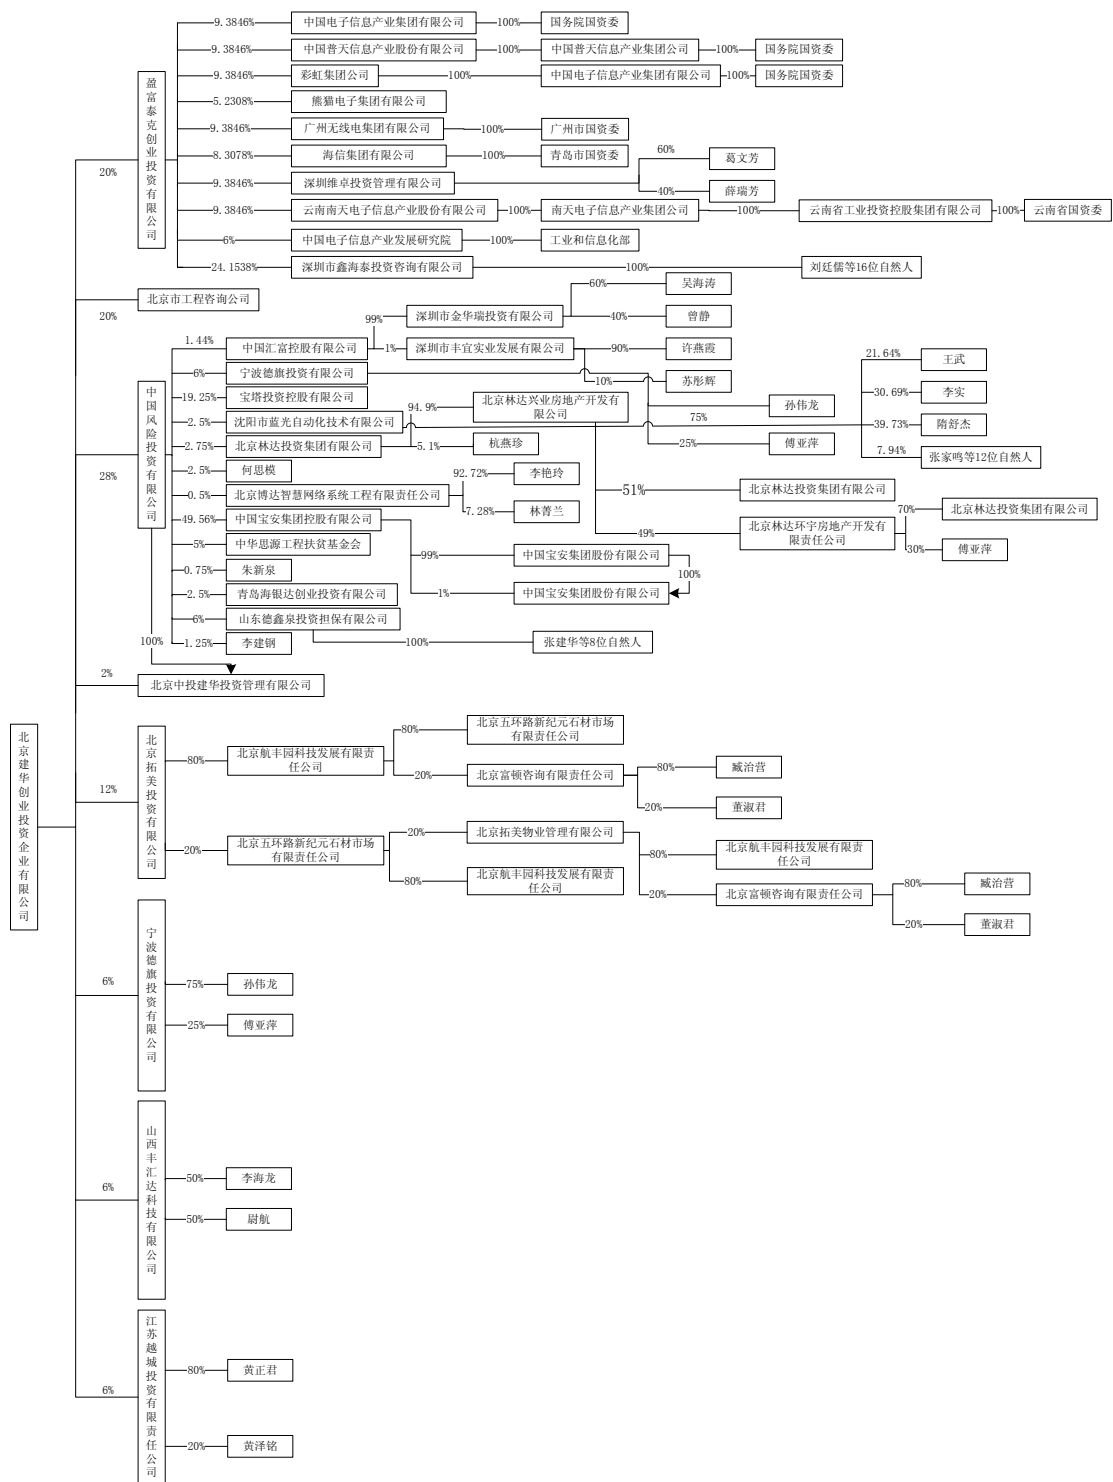 9.3846%
中国电子信息产业集团有限公司
100%
国务院国资委
9.3846%
中国普天信息产业股份有限公司
100%
中国普天信息产业集团公司
100%
国务院国资委
9.3846%
彩虹集团公司
100%
中国电子信息产业集团有限公司
100%
国务院国资委
5.2308%
熊猫电子集团有限公司
9.3846%
广州无线电集团有限公司
100%
广州市国资委
8.3078%
海信集团有限公司
100%
青岛市国资委
9.3846%
深圳维卓投资管理有限公司
60%
葛文芳
40%
薛瑞芳
9.3846%
云南南天电子信息产业股份有限公司
100%
南天电子信息产业集团公司
100%
云南省工业投资控股集团有限公司
100%
云南省国资委
6%
中国电子信息产业发展研究院
100%
工业和信息化部
24.1538%
深圳市鑫海泰投资咨询有限公司
100%
刘廷儒等16位自然人
盈富泰克创业投资有限公司
20%
北京市工程咨询公司
20%
1.44%
中国汇富控股有限公司
99%
深圳市金华瑞投资有限公司
60%
吴海涛
40%
曾静
1%
深圳市丰宜实业发展有限公司
90%
许燕霞
10%
苏彤辉
6%
宁波德旗投资有限公司
75%
孙伟龙
25%
傅亚萍
19.25%
宝塔投资控股有限公司
2.5%
沈阳市蓝光自动化技术有限公司
21.64%
王武
30.69%
李实
39.73%
隋舒杰
7.94%
张家鸣等12位自然人
2.75%
北京林达投资集团有限公司
94.9%
北京林达兴业房地产开发有
限公司
5.1%
杭燕珍
51%
北京林达投资集团有限公司
49%
北京林达环宇房地产开发有
限责任公司
70%
北京林达投资集团有限公司
30%
傅亚萍
2.5%
何思模
0.5%
北京博达智慧网络系统工程有限责任公司
92.72%
李艳玲
7.28%
林菁兰
49.56%
中国宝安集团控股有限公司
99%
中国宝安集团股份有限公司
100%
1%
中国宝安集团股份有限公司
5%
中华思源工程扶贫基金会
0.75%
朱新泉
2.5%
青岛海银达创业投资有限公司
6%
山东德鑫泉投资担保有限公司
100%
张建华等8位自然人
1.25%
李建钢
中国风险投资有限公司
28%
100%
2%
北京中投建华投资管理有限公司
北京建华创业投资企业有限公司
12%
北京拓美投资有限公司
80%
北京航丰园科技发展有限责
任公司
80%
北京五环路新纪元石材市场
有限责任公司
20%
北京富顿咨询有限责任公司
80%
臧治营
20%
董淑君
20%
北京五环路新纪元石材市场
有限责任公司
20%
北京拓美物业管理有限公司
80%
北京航丰园科技发展有限责
任公司
80%
北京航丰园科技发展有限责
任公司
20%
北京富顿咨询有限责任公司
80%
臧治营
20%
董淑君
6%
宁波德旗投资有限公司
75%
孙伟龙
25%
傅亚萍
6%
山西丰汇达科技有限公司
50%
李海龙
50%
尉航
6%
江苏越城投资有限责任公司
80%
黄正君
20%
黄泽铭